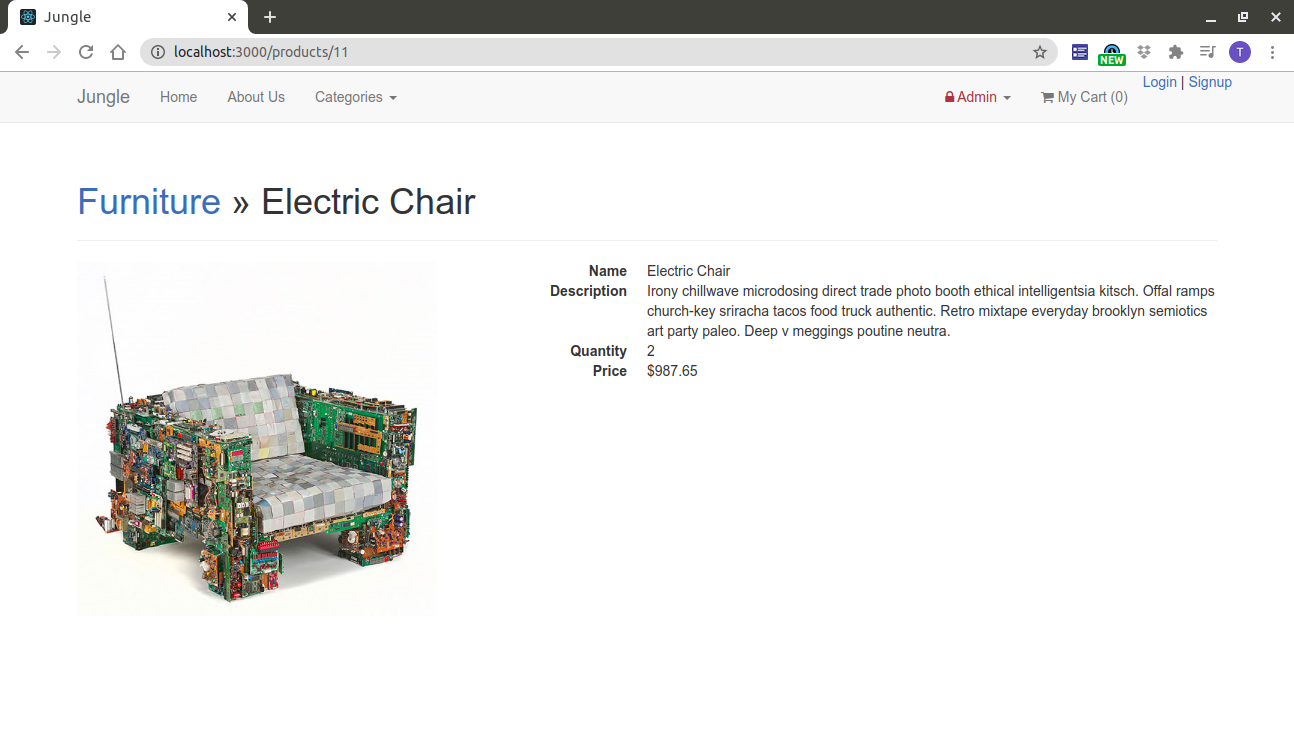 Jungle
localhost:3000/products/11
NEW
T
Jungle Home About Us Categories Admin My Cart (0) Login | Signup
Furniture » Electric Chair
Name Electric Chair
Description Irony chillwave microdosing direct trade photo booth ethical intelligentsia kitsch. Offal ramps
church-key sriracha tacos food truck authentic. Retro mixtape everyday brooklyn semiotics
art party paleo. Deep v meggings poutine neutra.
Quantity 2
Price $987.65